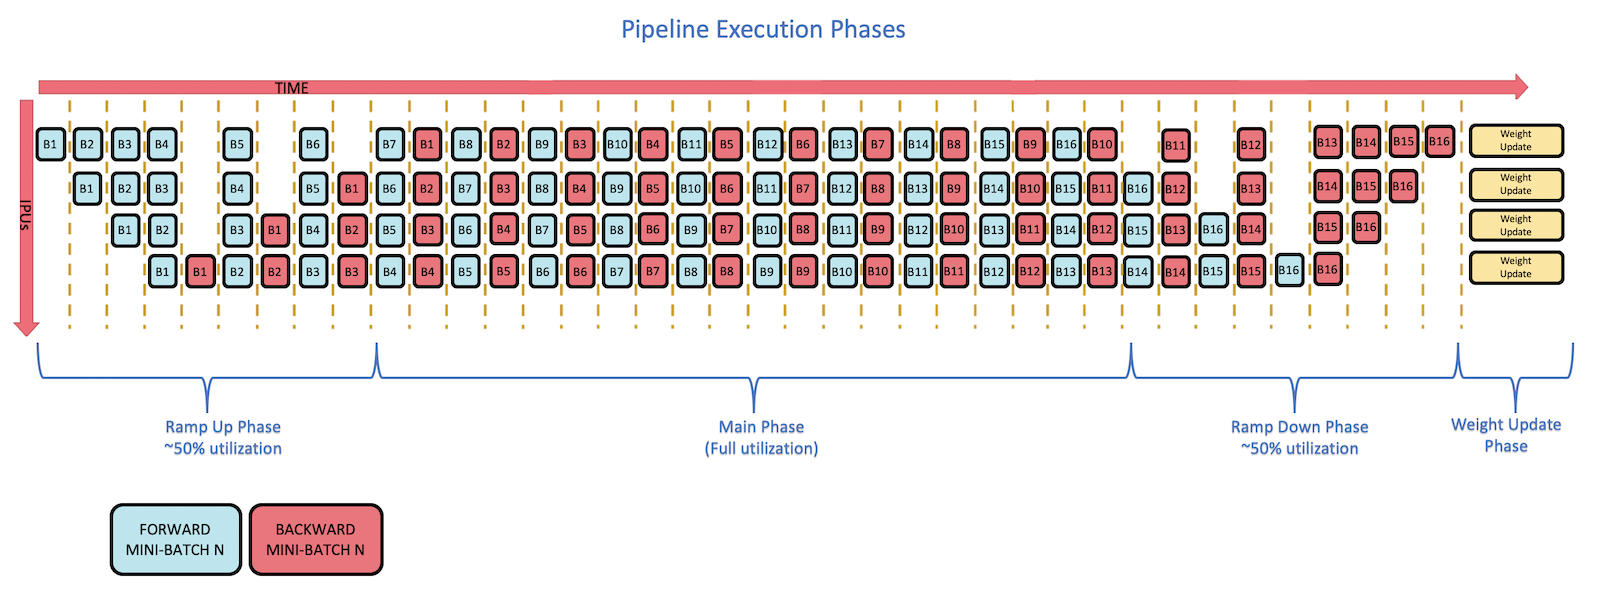 Pipeline Execution Phases
TIME
IPUs
B1 B2 B3 B4 B5 B6 B7 B1 B8 B2 B9 B3 B10 B4 B11 B5 B12 B6 B13 B7 B14 B8 B15 B9 B16 B10 B11 B12 B13 B14 B15 B16 Weight
Update
B1 B2 B3 B4 B5 B1 B6 B2 B7 B3 B8 B4 B9 B5 B10 B6 B11 B7 B12 B8 B13 B9 B14 B10 B15 B11 B16 B12 B13 B14 B15 B16 Weight
Update
B1 B2 B3 B1 B4 B2 B5 B3 B6 B4 B7 B5 B8 B6 B9 B7 B10 B8 B11 B9 B12 B10 B13 B11 B14 B12 B15 B13 B16 B14 B15 B16 Weight
Update
B1 B1 B2 B2 B3 B3 B4 B4 B5 B5 B6 B6 B7 B7 B8 B8 B9 B9 B10 B10 B11 B11 B12 B12 B13 B13 B14 B14 B15 B15 B16 B16 Weight
Update
Ramp Up Phase
~50% utilization
Main Phase
(Full utilization)
Ramp Down Phase
~50% utilization
Weight Update
Phase
FORWARD
MINI-BATCH N
BACKWARD
MINI-BATCH N